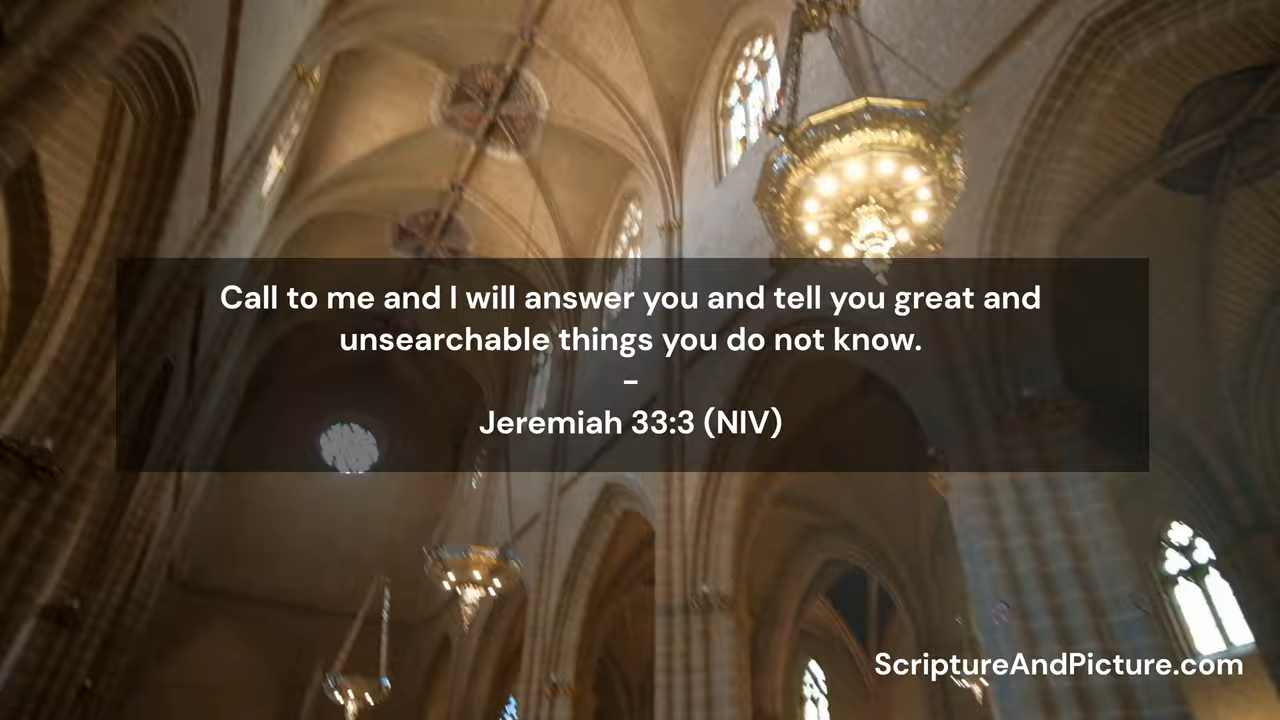 Call to me and I will answer you and tell you great and
unsearchable things you do not know.
-
Jeremiah 33:3 (NIV)
ScriptureAndPicture.com